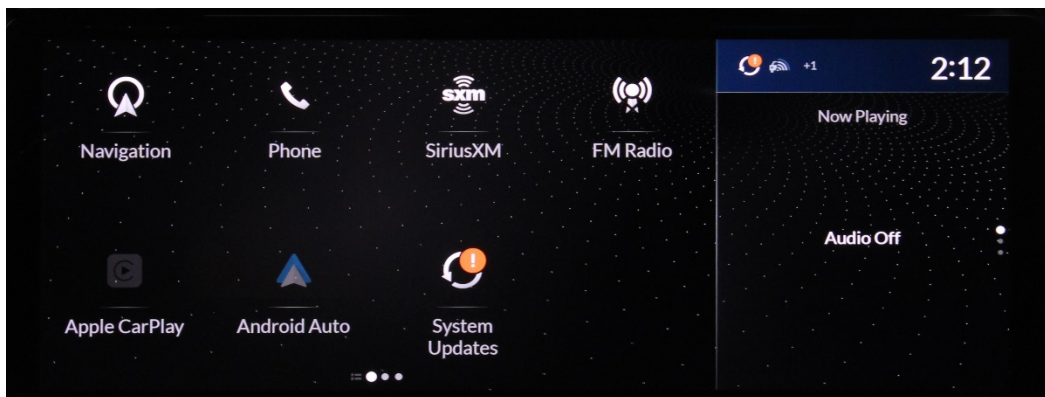 Navigation
Phone
sxm
SiriusXM
FM Radio
Apple CarPlay
Android Auto
!
System
Updates
!
+1
2:12
Now Playing
Audio Off